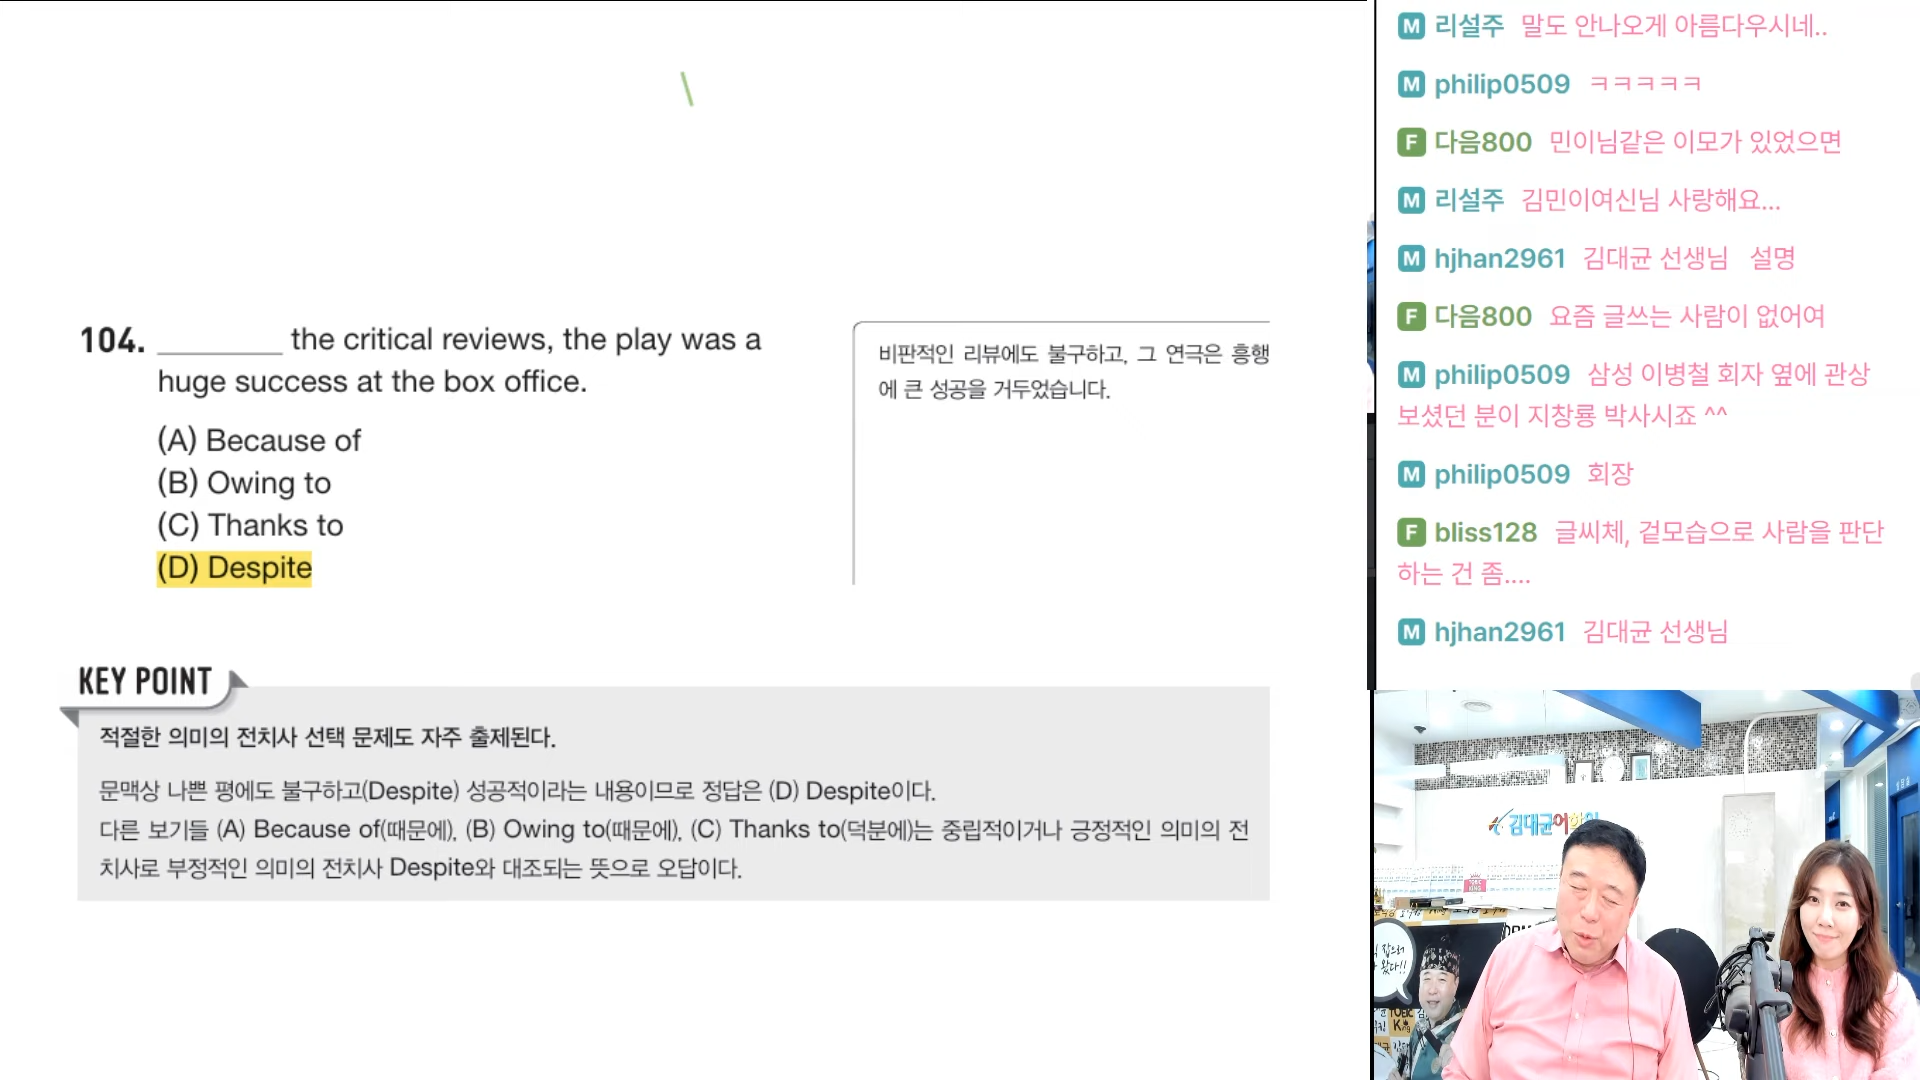 104. ________ the critical reviews, the play was a
huge success at the box office.
(A) Because of
(B) Owing to
(C) Thanks to
(D) Despite
비판적인 리뷰에도 불구하고, 그 연극은 흥행
에 큰 성공을 거두었습니다.
KEY POINT
적절한 의미의 전치사 선택 문제도 자주 출제된다.
문맥상 나쁜 평에도 불구하고(Despite) 성공적이라는 내용이므로 정답은 (D) Despite이다.
다른 보기들 (A) Because of(때문에), (B) Owing to(때문에), (C) Thanks to(덕분에)는 중립적이거나 긍정적인 의미의 전
치사로 부정적인 의미의 전치사 Despite와 대조되는 뜻으로 오답이다.
M 리설주 말도 안나오게 아름다우시네..
M philip0509 ㅋㅋㅋㅋㅋ
F 다음800 민이님같은 이모가 있었으면
M 리설주 김민이여신님 사랑해요...
M hjhan2961 김대균 선생님 설명
F 다음800 요즘 글쓰는 사람이 없어여
M philip0509 삼성 이병철 회자 옆에 관상
보셨던 분이 지창룡 박사시죠 ^^
M philip0509 회장
F bliss128 글씨체, 겉모습으로 사람을 판단
하는 건 좀....
M hjhan2961 김대균 선생님
김대균어학원
TOEIC
KING